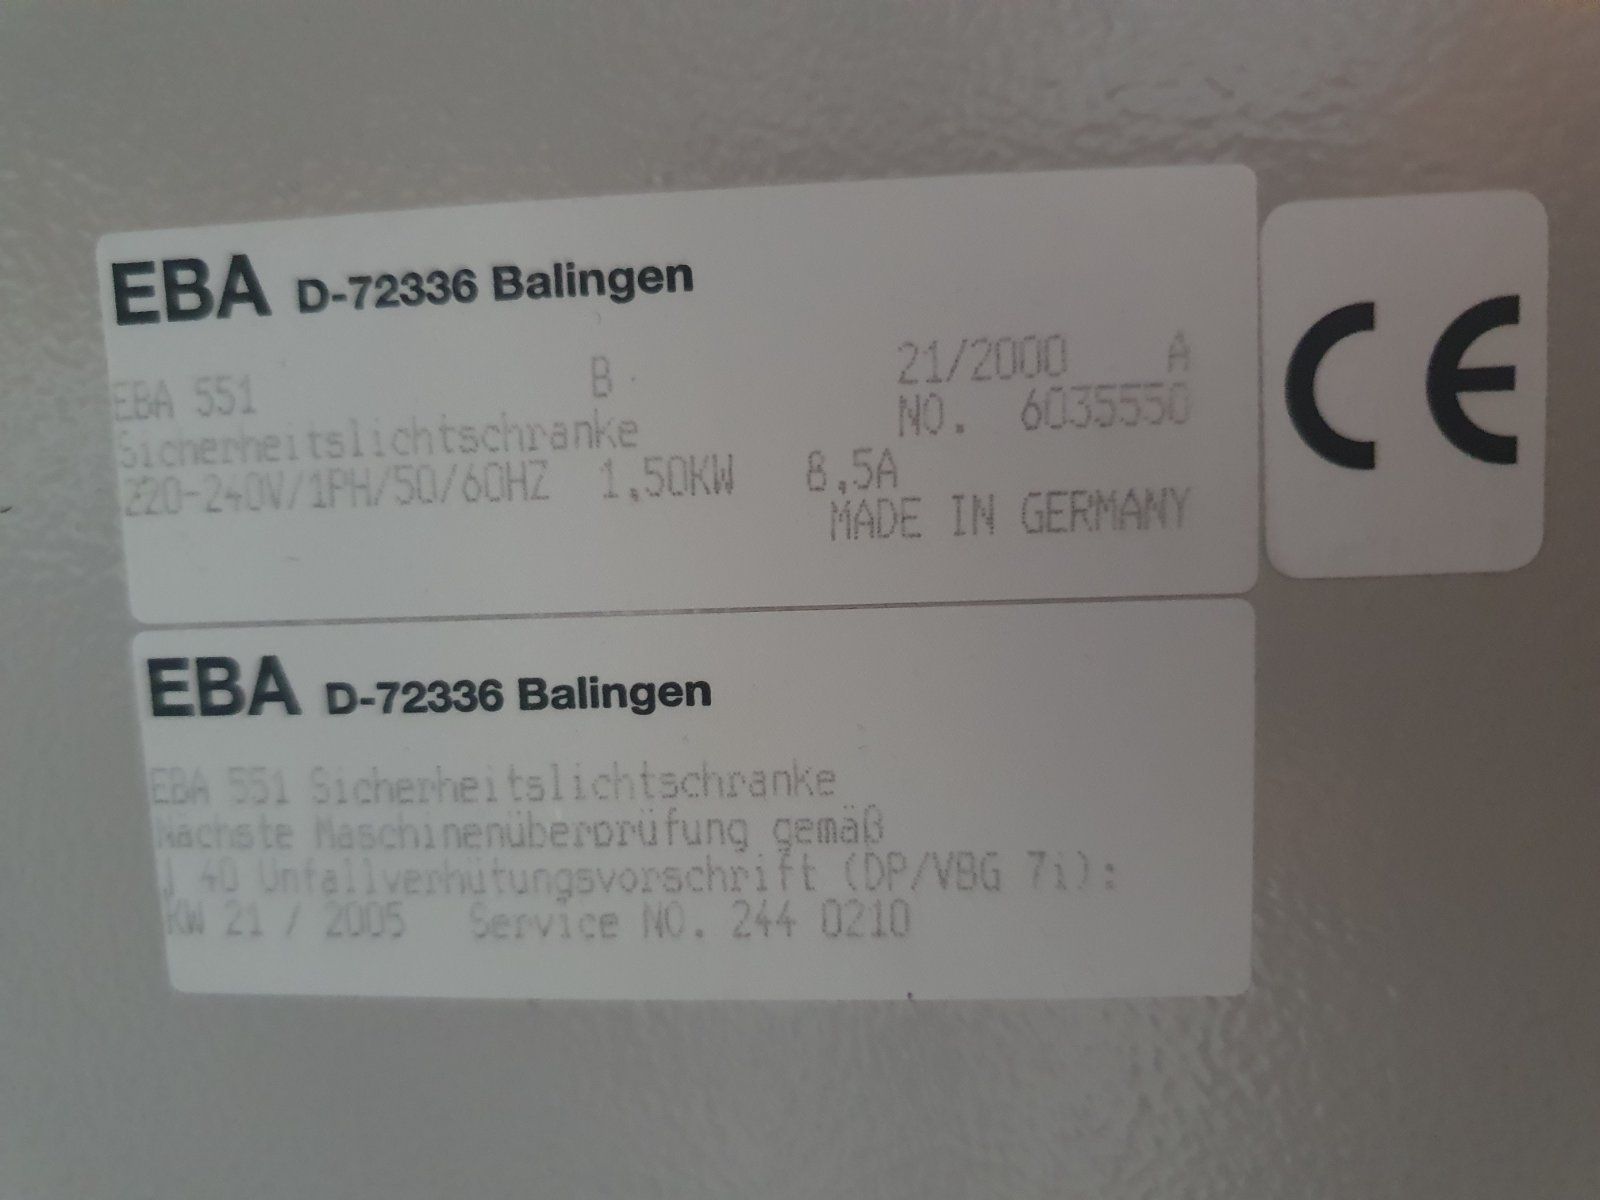 EBA D-72336 Balingen
EBA 551 B 21/2000 A
Sicherheitslichtschranke NO. 6035550
220-240V/1PH/50/60HZ 1,50KW 8,5A
MADE IN GERMANY
CE
EBA D-72336 Balingen
EBA 551 Sicherheitslichtschranke
Nächste Maschinenüberprüfung gemäß
40 Unfallverhütungsvorschrift (DP/VBG 7i):
KW 21 / 2005 Service NO. 244 0210